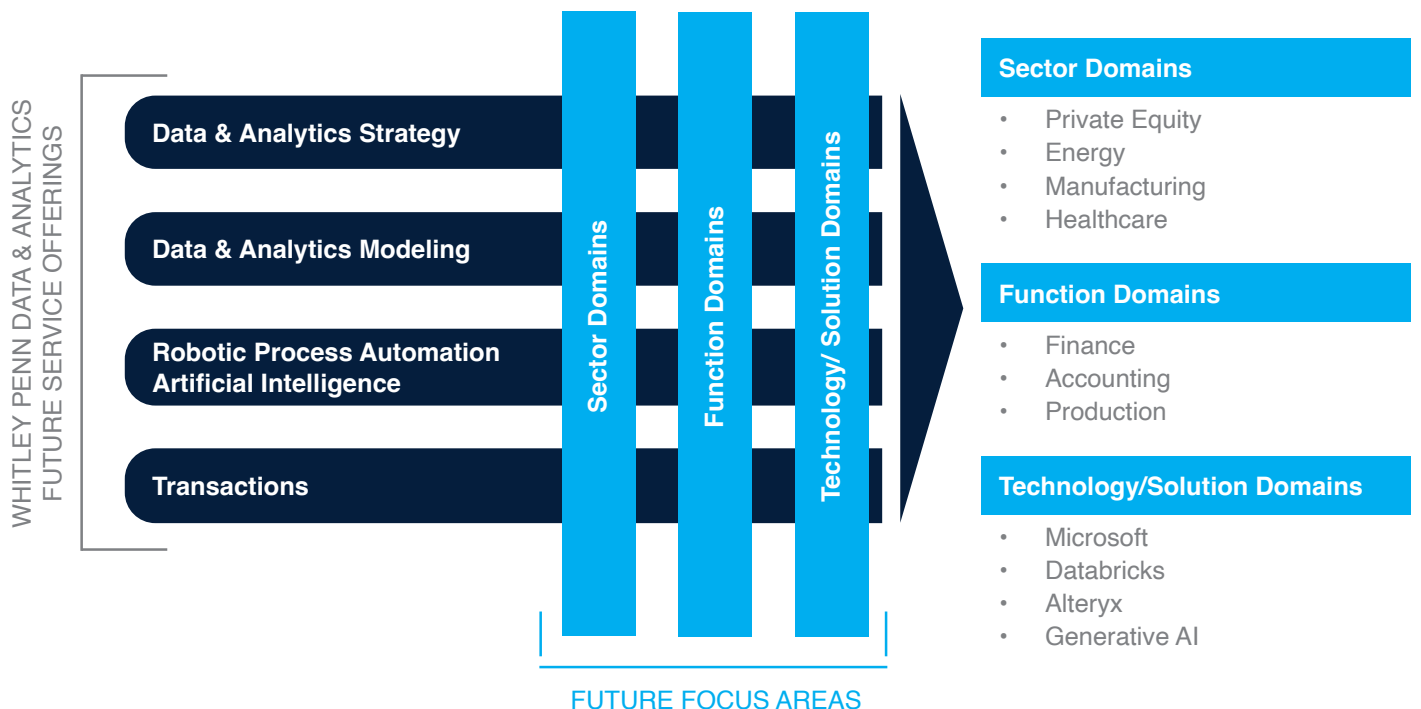 WHITLEY PENN DATA & ANALYTICS
FUTURE SERVICE OFFERINGS
Data & Analytics Strategy
Data & Analytics Modeling
Robotic Process Automation
Artificial Intelligence
Transactions
Sector Domains
Function Domains
Technology/ Solution Domains
FUTURE FOCUS AREAS
Sector Domains
• Private Equity
• Energy
• Manufacturing
• Healthcare
Function Domains
• Finance
• Accounting
• Production
Technology/Solution Domains
• Microsoft
• Databricks
• Alteryx
• Generative AI